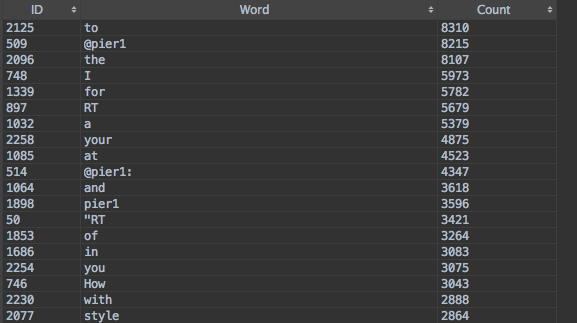 ID Word Count
2125 to 8310
509 @pier1 8215
2096 the 8107
748 I 5973
1339 for 5782
897 RT 5679
1032 a 5379
2258 your 4875
1085 at 4523
514 @pier1: 4347
1064 and 3618
1898 pier1 3596
50 "RT 3421
1853 of 3264
1686 in 3083
2254 you 3075
746 How 3043
2230 with 2888
2077 style 2864